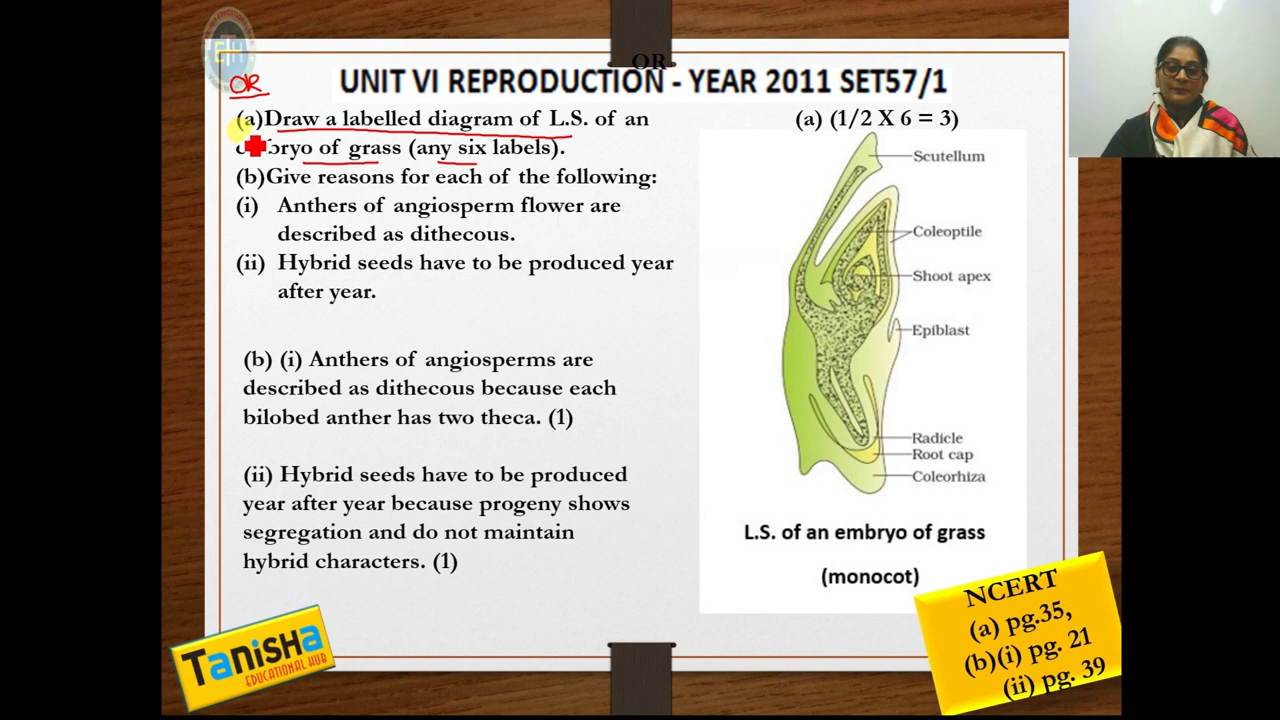 OR
OR
UNIT VI REPRODUCTION - YEAR 2011 SET57/1
(a)Draw a labelled diagram of L.S. of an
bryo of grass (any six labels).
(b)Give reasons for each of the following:
(i) Anthers of angiosperm flower are
described as dithecous.
(ii) Hybrid seeds have to be produced year
after year.
(b) (i) Anthers of angiosperms are
described as dithecous because each
bilobed anther has two theca. (1)
(ii) Hybrid seeds have to be produced
year after year because progeny shows
segregation and do not maintain
hybrid characters. (1)
(a) (1/2 X 6 = 3)
Scutellum
Coleoptile
Shoot apex
Epiblast
Radicle
Root cap
Coleorhiza
L.S. of an embryo of grass
(monocot)
NCERT
(a) pg.35,
(b)(i) pg. 21
(ii) pg. 39
TaniSHa
EDUCATIONAL HUB